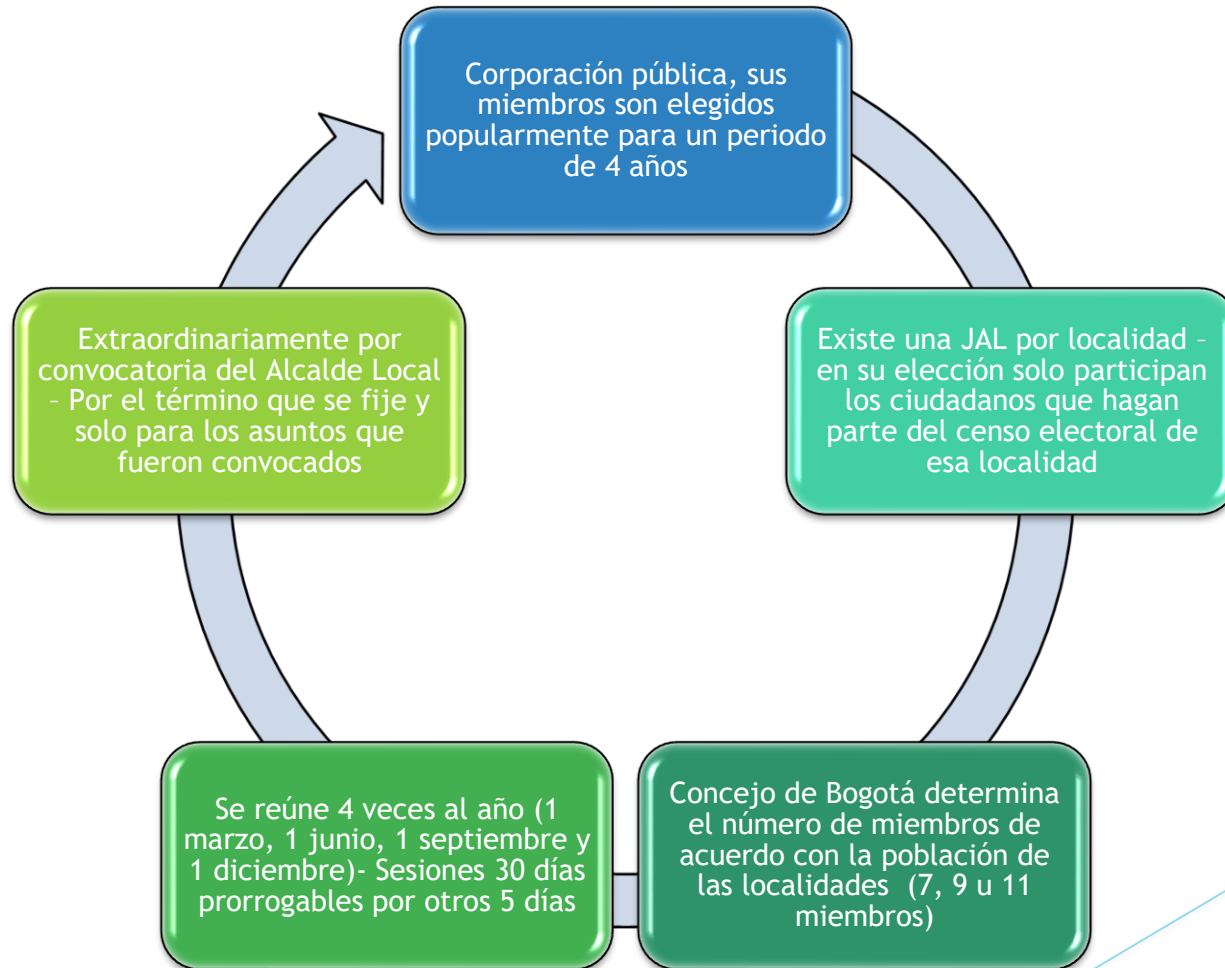 Corporación pública, sus
miembros son elegidos
popularmente para un periodo
de 4 años
Existe una JAL por localidad –
en su elección solo participan
los ciudadanos que hagan
parte del censo electoral de
esa localidad
Concejo de Bogotá determina
el número de miembros de
acuerdo con la población de
las localidades (7, 9 u 11
miembros)
Se reúne 4 veces al año (1
marzo, 1 junio, 1 septiembre y
1 diciembre)- Sesiones 30 días
prorrogables por otros 5 días
Extraordinariamente por
convocatoria del Alcalde Local
– Por el término que se fije y
solo para los asuntos que
fueron convocados